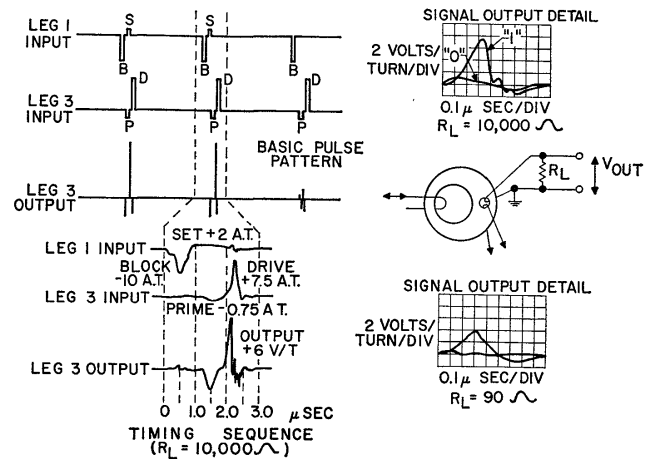 LEG 1 INPUT
S
B
B
S
B
LEG 3 INPUT
D
P
D
P
D
P
BASIC PULSE
PATTERN
LEG 3
OUTPUT
SET +2 A.T.
LEG 1 INPUT
BLOCK
-10 A.T.
DRIVE
+7.5 A.T.
LEG 3 INPUT
PRIME -0.75 A T.
OUTPUT
+6 V/T
LEG 3 OUTPUT
0 1.0 2.0 3.0 μ SEC
TIMING SEQUENCE
(RL = 10,000 Ω)
SIGNAL OUTPUT DETAIL
2 VOLTS/
TURN/DIV
"0"
"1"
0.1 μ SEC/DIV
RL = 10,000 Ω
RL
VOUT
SIGNAL OUTPUT DETAIL
2 VOLTS/
TURN/DIV
0.1 μ SEC/DIV
RL = 90 Ω